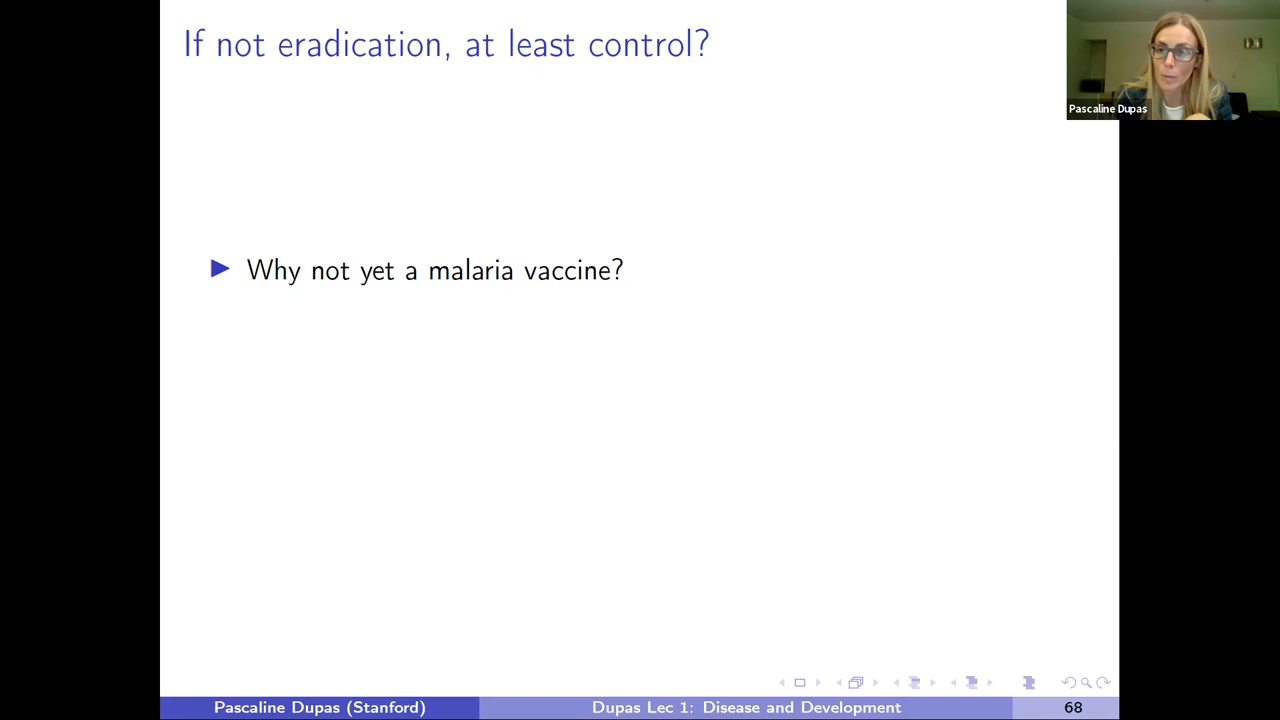 If not eradication, at least control?
Pascaline Dupas
Why not yet a malaria vaccine?
Pascaline Dupas (Stanford)
Dupas Lec 1: Disease and Development
68